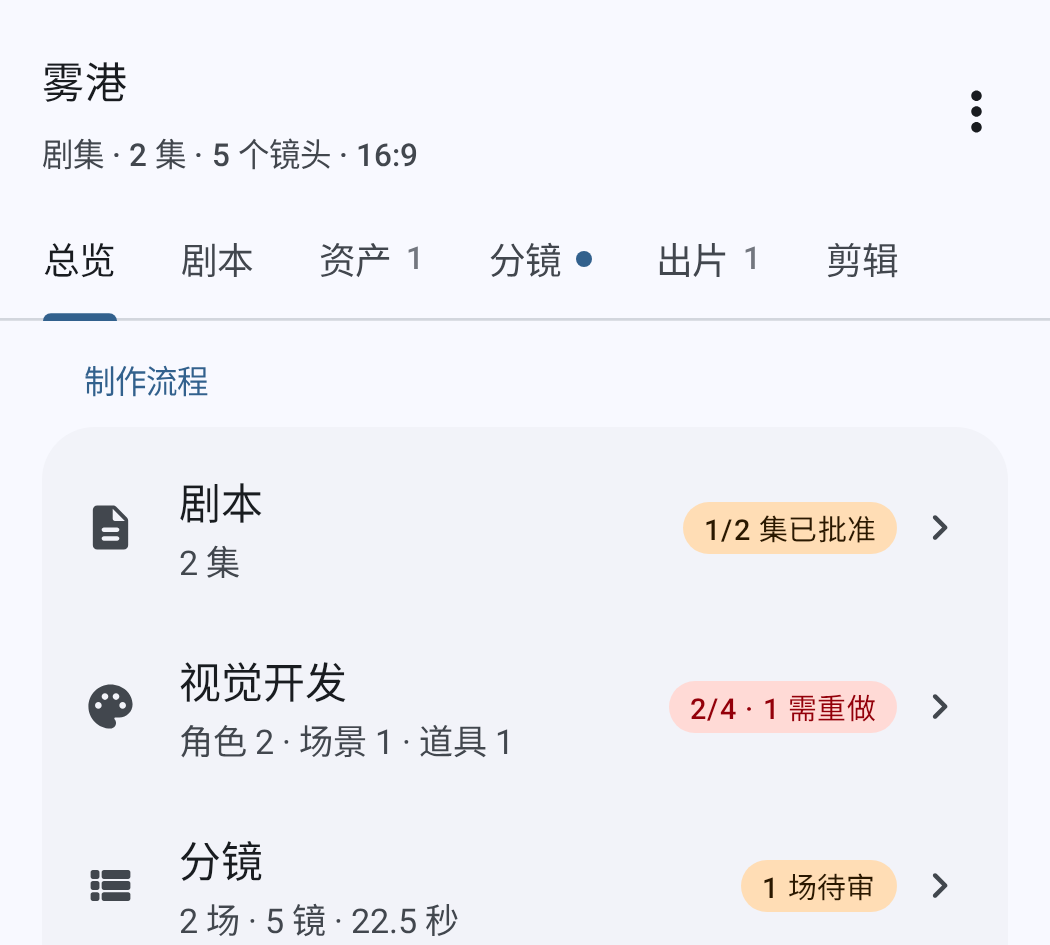 雾港
剧集 · 2 集 · 5 个镜头 · 16:9
总览 剧本 资产 1 分镜 出片 1 剪辑
制作流程
剧本
1/2 集已批准
2 集
视觉开发
2/4 · 1 需重做
角色 2 · 场景 1 · 道具 1
分镜
1 场待审
2 场 · 5 镜 · 22.5 秒